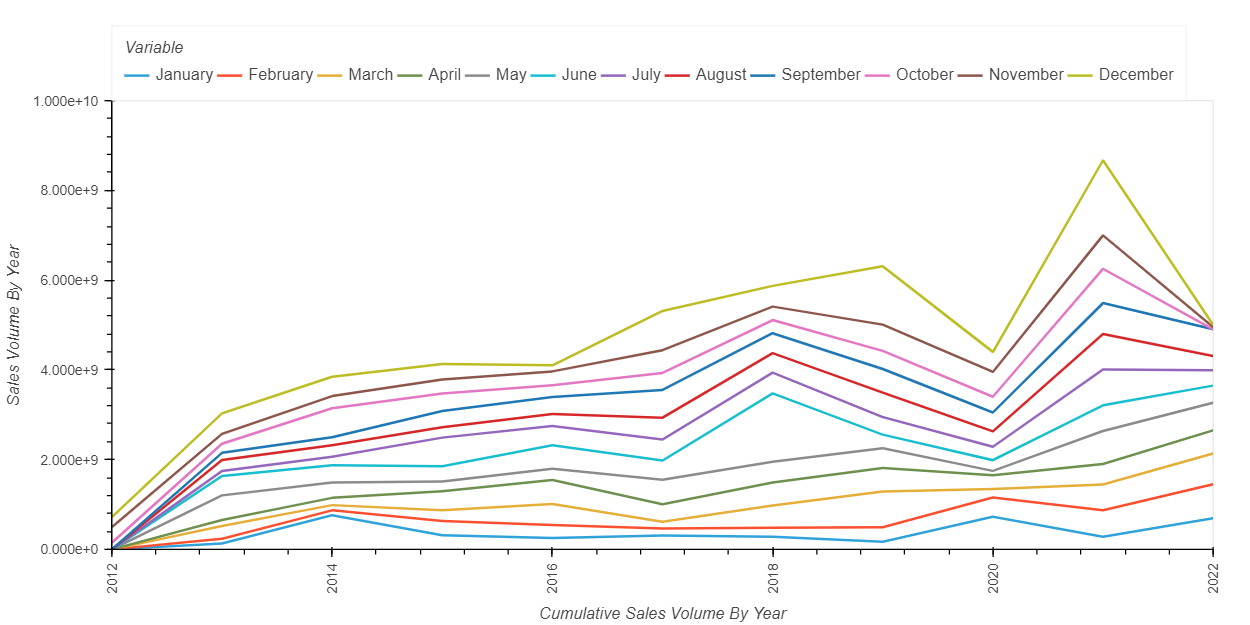 Variable
January February March April May June July August September October November December
1.000e+10
8.000e+9
6.000e+9
4.000e+9
2.000e+9
0.000e+0
Sales Volume By Year
2012 2014 2016 2018 2020 2022
Cumulative Sales Volume By Year